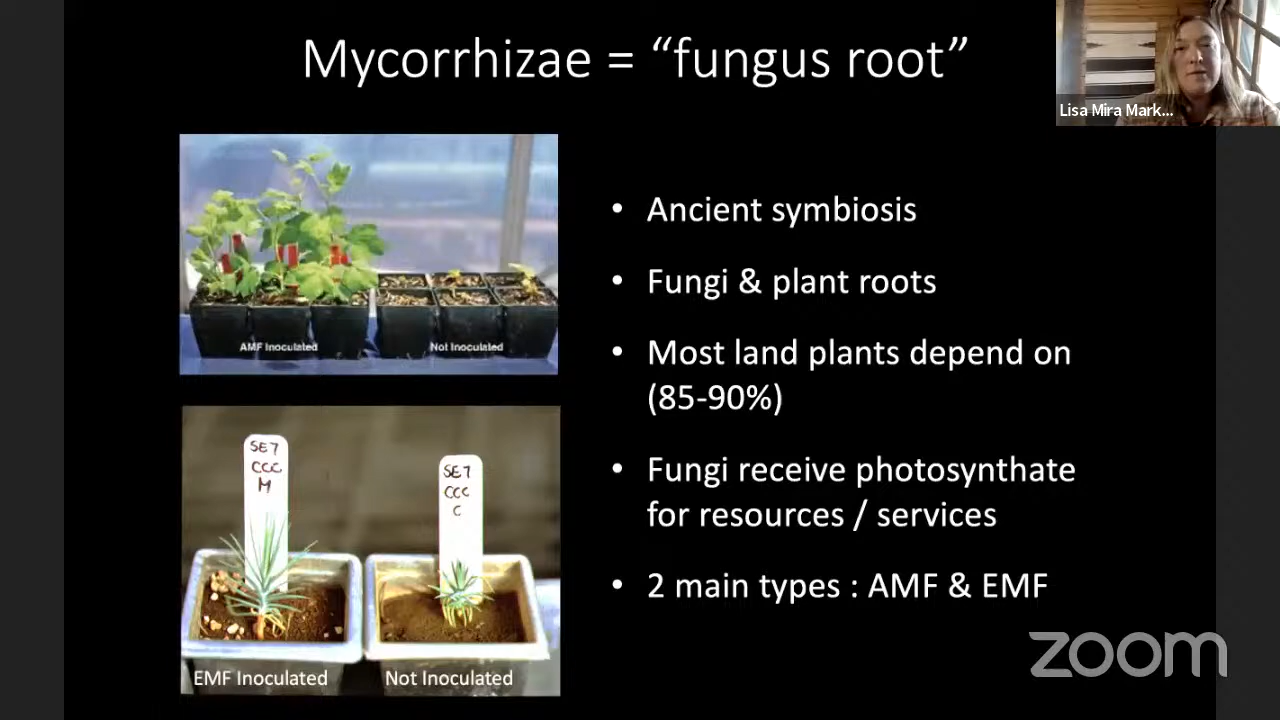 Mycorrhizae = “fungus root”
Lisa Mira Mark...
AMF Inoculated
Not Inoculated
• Ancient symbiosis
• Fungi & plant roots
• Most land plants depend on
(85-90%)
• Fungi receive photosynthate
for resources / services
• 2 main types : AMF & EMF
SE7
CCC
M
SE7
CCC
C
EMF Inoculated
Not Inoculated
zoom